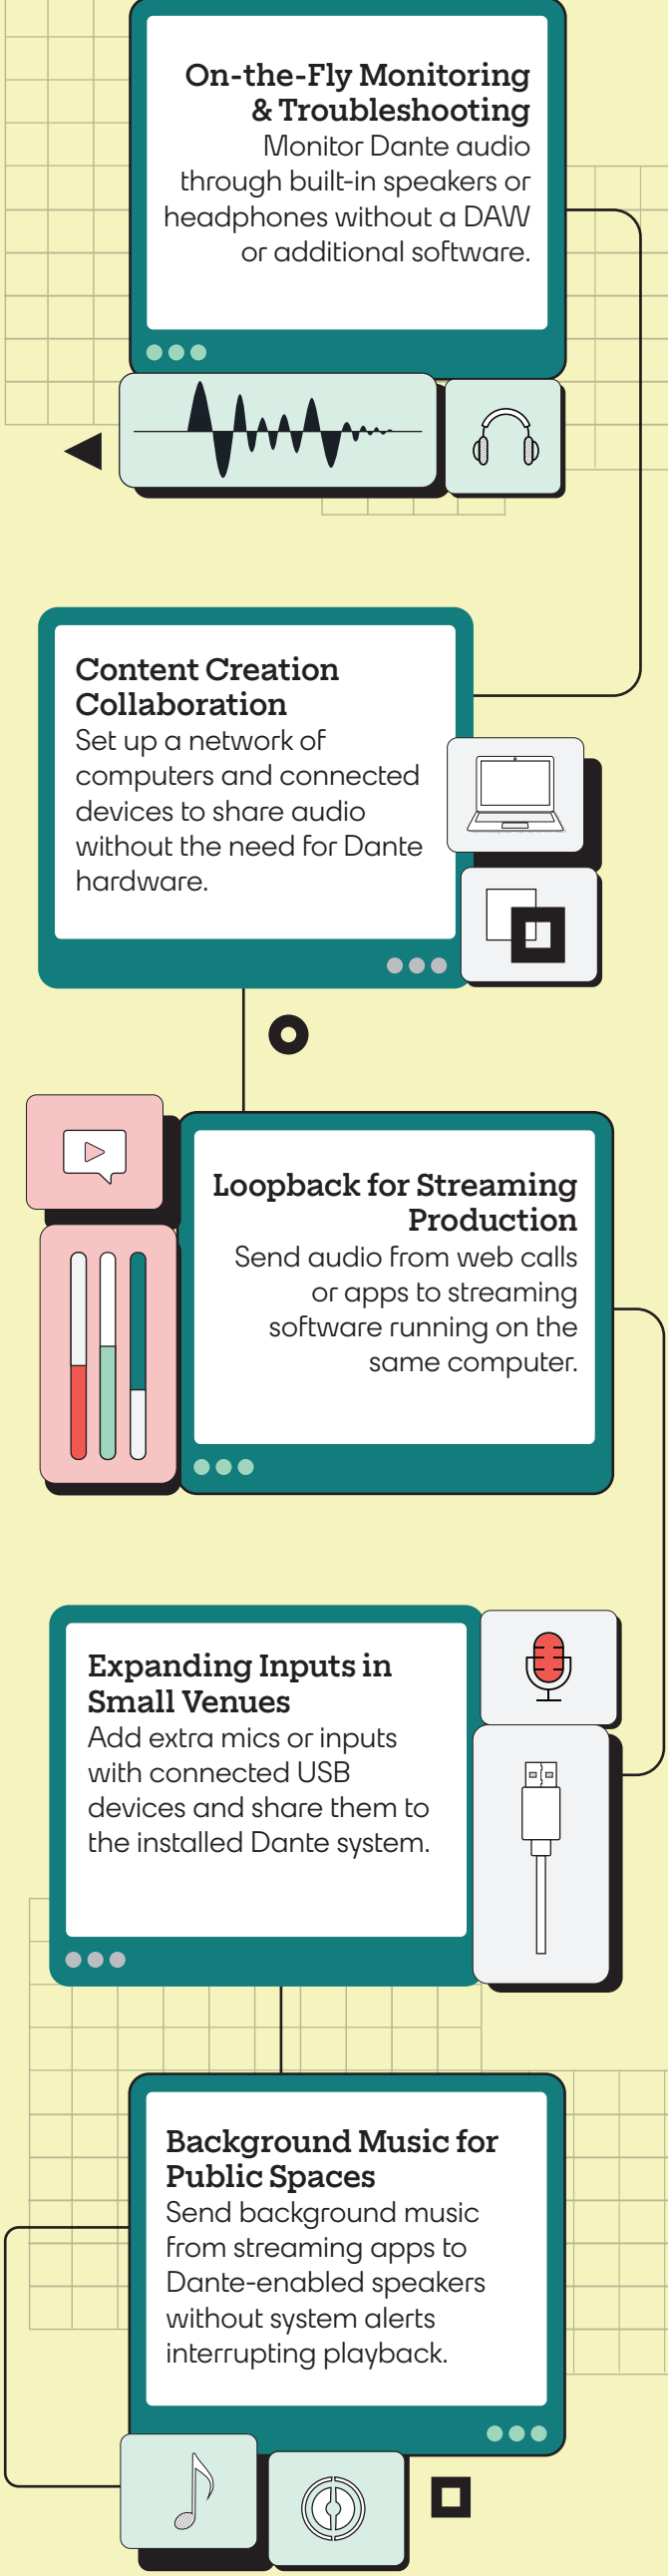 On-the-Fly Monitoring
& Troubleshooting
Monitor Dante audio
through built-in speakers or
headphones without a DAW
or additional software.
Content Creation
Collaboration
Set up a network of
computers and connected
devices to share audio
without the need for Dante
hardware.
Loopback for Streaming
Production
Send audio from web calls
or apps to streaming
software running on the
same computer.
Expanding Inputs in
Small Venues
Add extra mics or inputs
with connected USB
devices and share them to
the installed Dante system.
Background Music for
Public Spaces
Send background music
from streaming apps to
Dante-enabled speakers
without system alerts
interrupting playback.